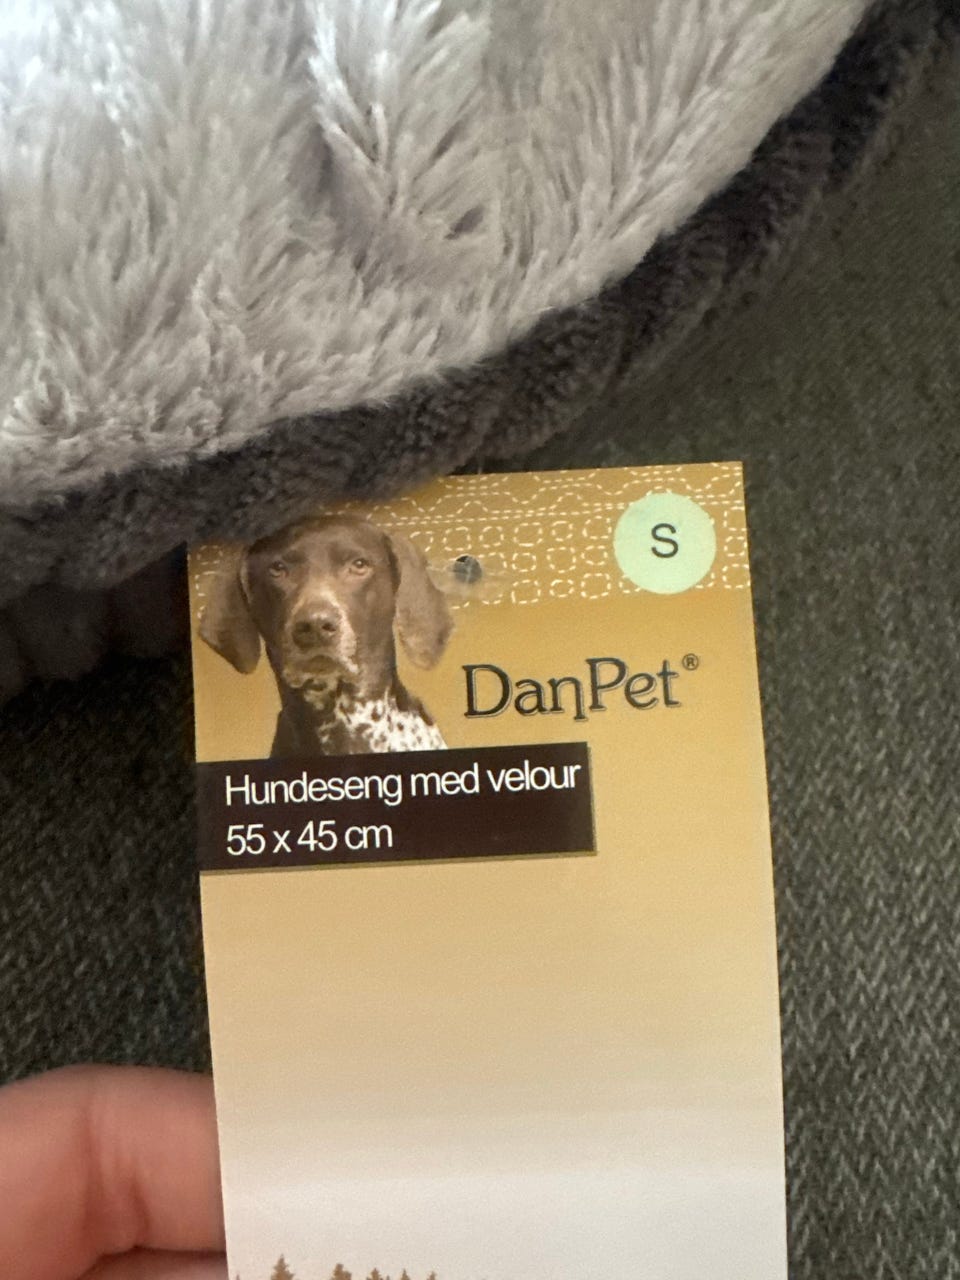 S
DanPet®
Hundeseng med velour
55 x 45 cm